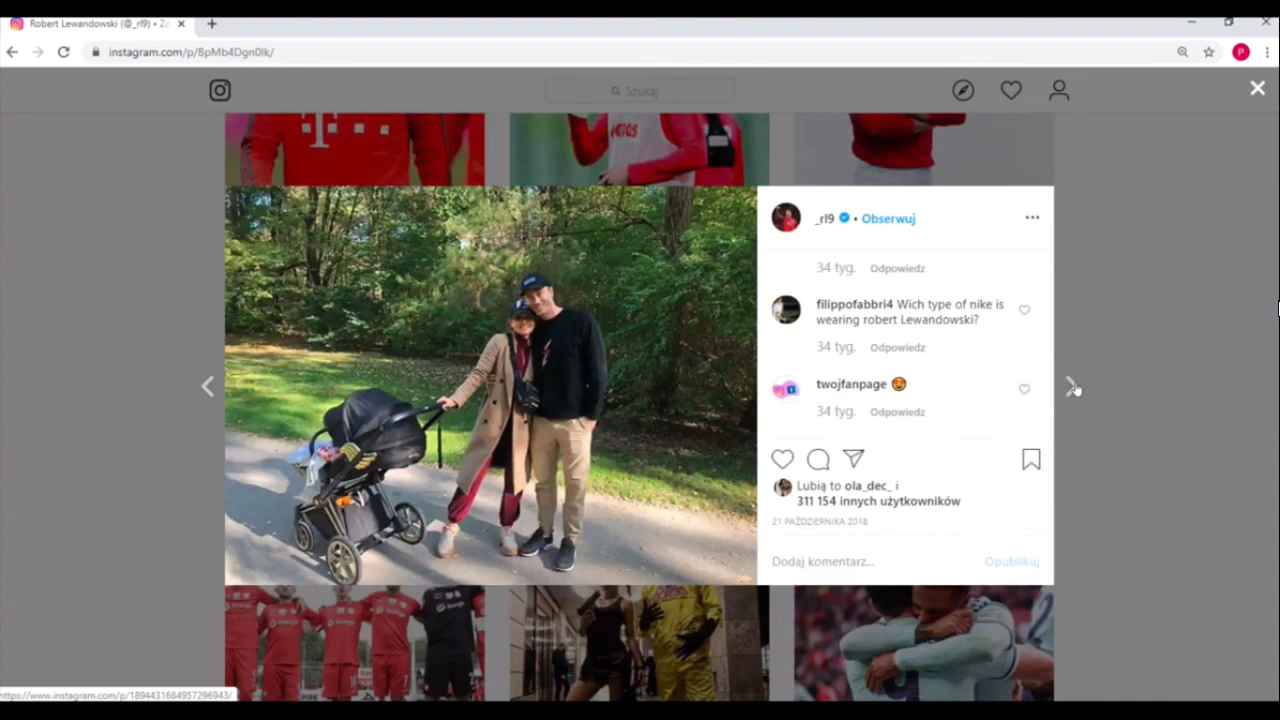 Robert Lewandowski (@_rl9) •
instagram.com/p/BpMb4Dgn0lk/
P
Szukaj
_rl9 • Obserwuj
34 tyg. Odpowiedz
filippofabbri4 Wich type of nike is
wearing robert Lewandowski?
34 tyg. Odpowiedz
twojfanpage 😍
34 tyg. Odpowiedz
Lubią to ola_dec_ i
311 154 innych użytkowników
21 PAŹDZIERNIKA 2018
Dodaj komentarz...
Opublikuj
https://www.instagram.com/p/1894431684957296943/